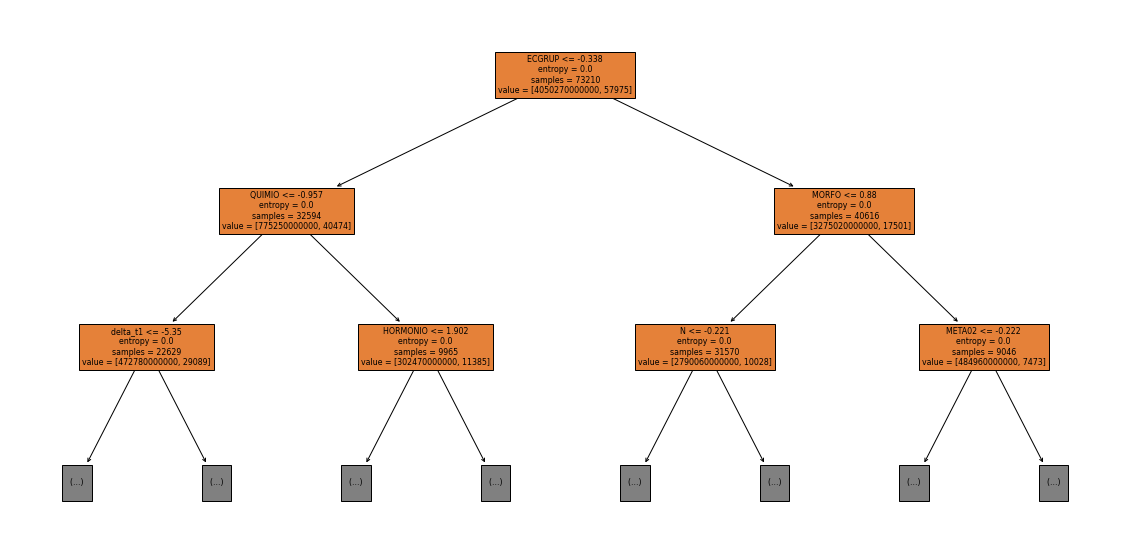 ECGRUP <= -0.338
entropy = 0.0
samples = 73210
value = [4050270000000, 57975]
QUIMIO <= -0.957
entropy = 0.0
samples = 32594
value = [775250000000, 40474]
MORFO <= 0.88
entropy = 0.0
samples = 40616
value = [3275020000000, 17501]
delta_t1 <= -5.35
entropy = 0.0
samples = 22629
value = [472780000000, 29089]
HORMONIO <= 1.902
entropy = 0.0
samples = 9965
value = [302470000000, 11385]
N <= -0.221
entropy = 0.0
samples = 31570
value = [2790060000000, 10028]
META02 <= -0.222
entropy = 0.0
samples = 9046
value = [484960000000, 7473]
(...)
(...)
(...)
(...)
(...)
(...)
(...)
(...)